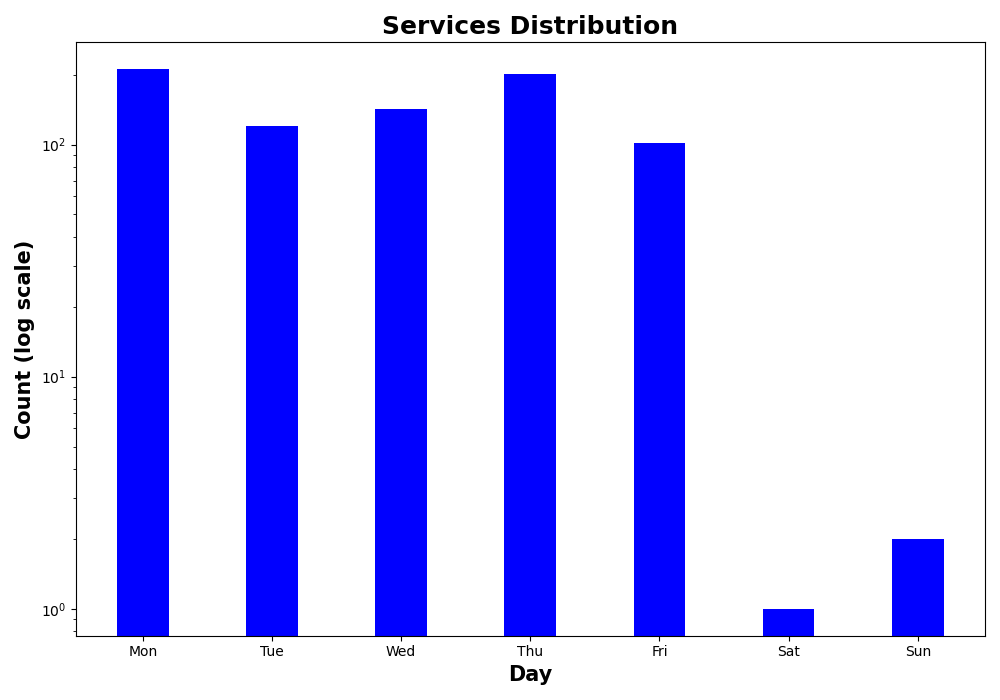 Services Distribution
Count (log scale)
10²
10¹
10⁰
Mon Tue Wed Thu Fri Sat Sun
Day